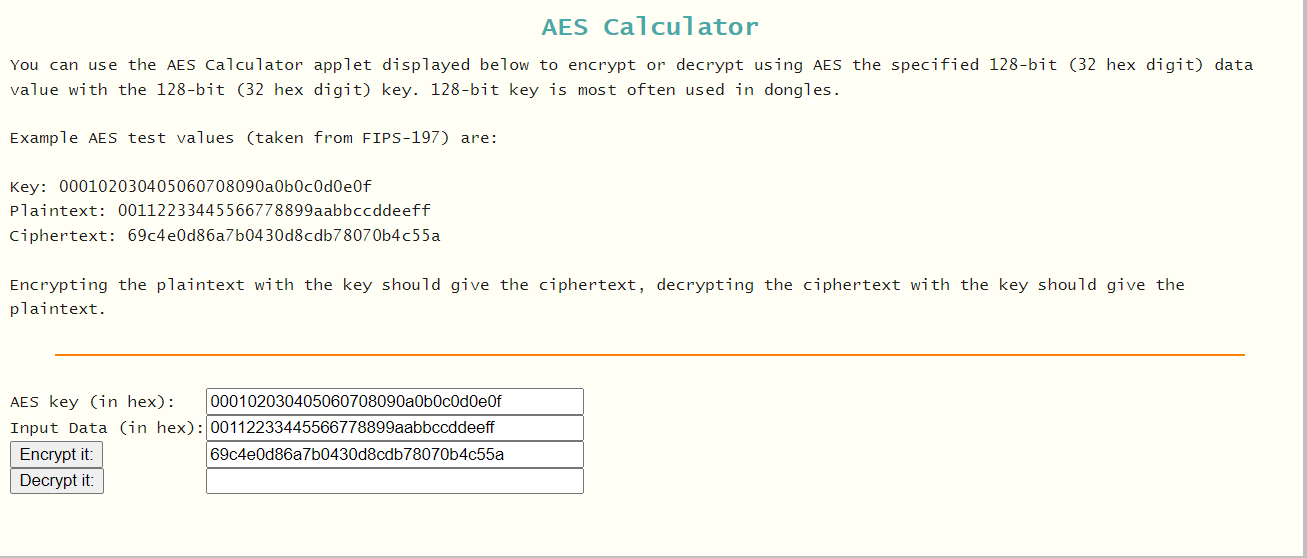 AES Calculator
You can use the AES Calculator applet displayed below to encrypt or decrypt using AES the specified 128-bit (32 hex digit) data
value with the 128-bit (32 hex digit) key. 128-bit key is most often used in dongles.
Example AES test values (taken from FIPS-197) are:
Key: 000102030405060708090a0b0c0d0e0f
Plaintext: 00112233445566778899aabbccddeeff
Ciphertext: 69c4e0d86a7b0430d8cdb78070b4c55a
Encrypting the plaintext with the key should give the ciphertext, decrypting the ciphertext with the key should give the
plaintext.
AES key (in hex): 000102030405060708090a0b0c0d0e0f
Input Data (in hex): 00112233445566778899aabbccddeeff
Encrypt it: 69c4e0d86a7b0430d8cdb78070b4c55a
Decrypt it: